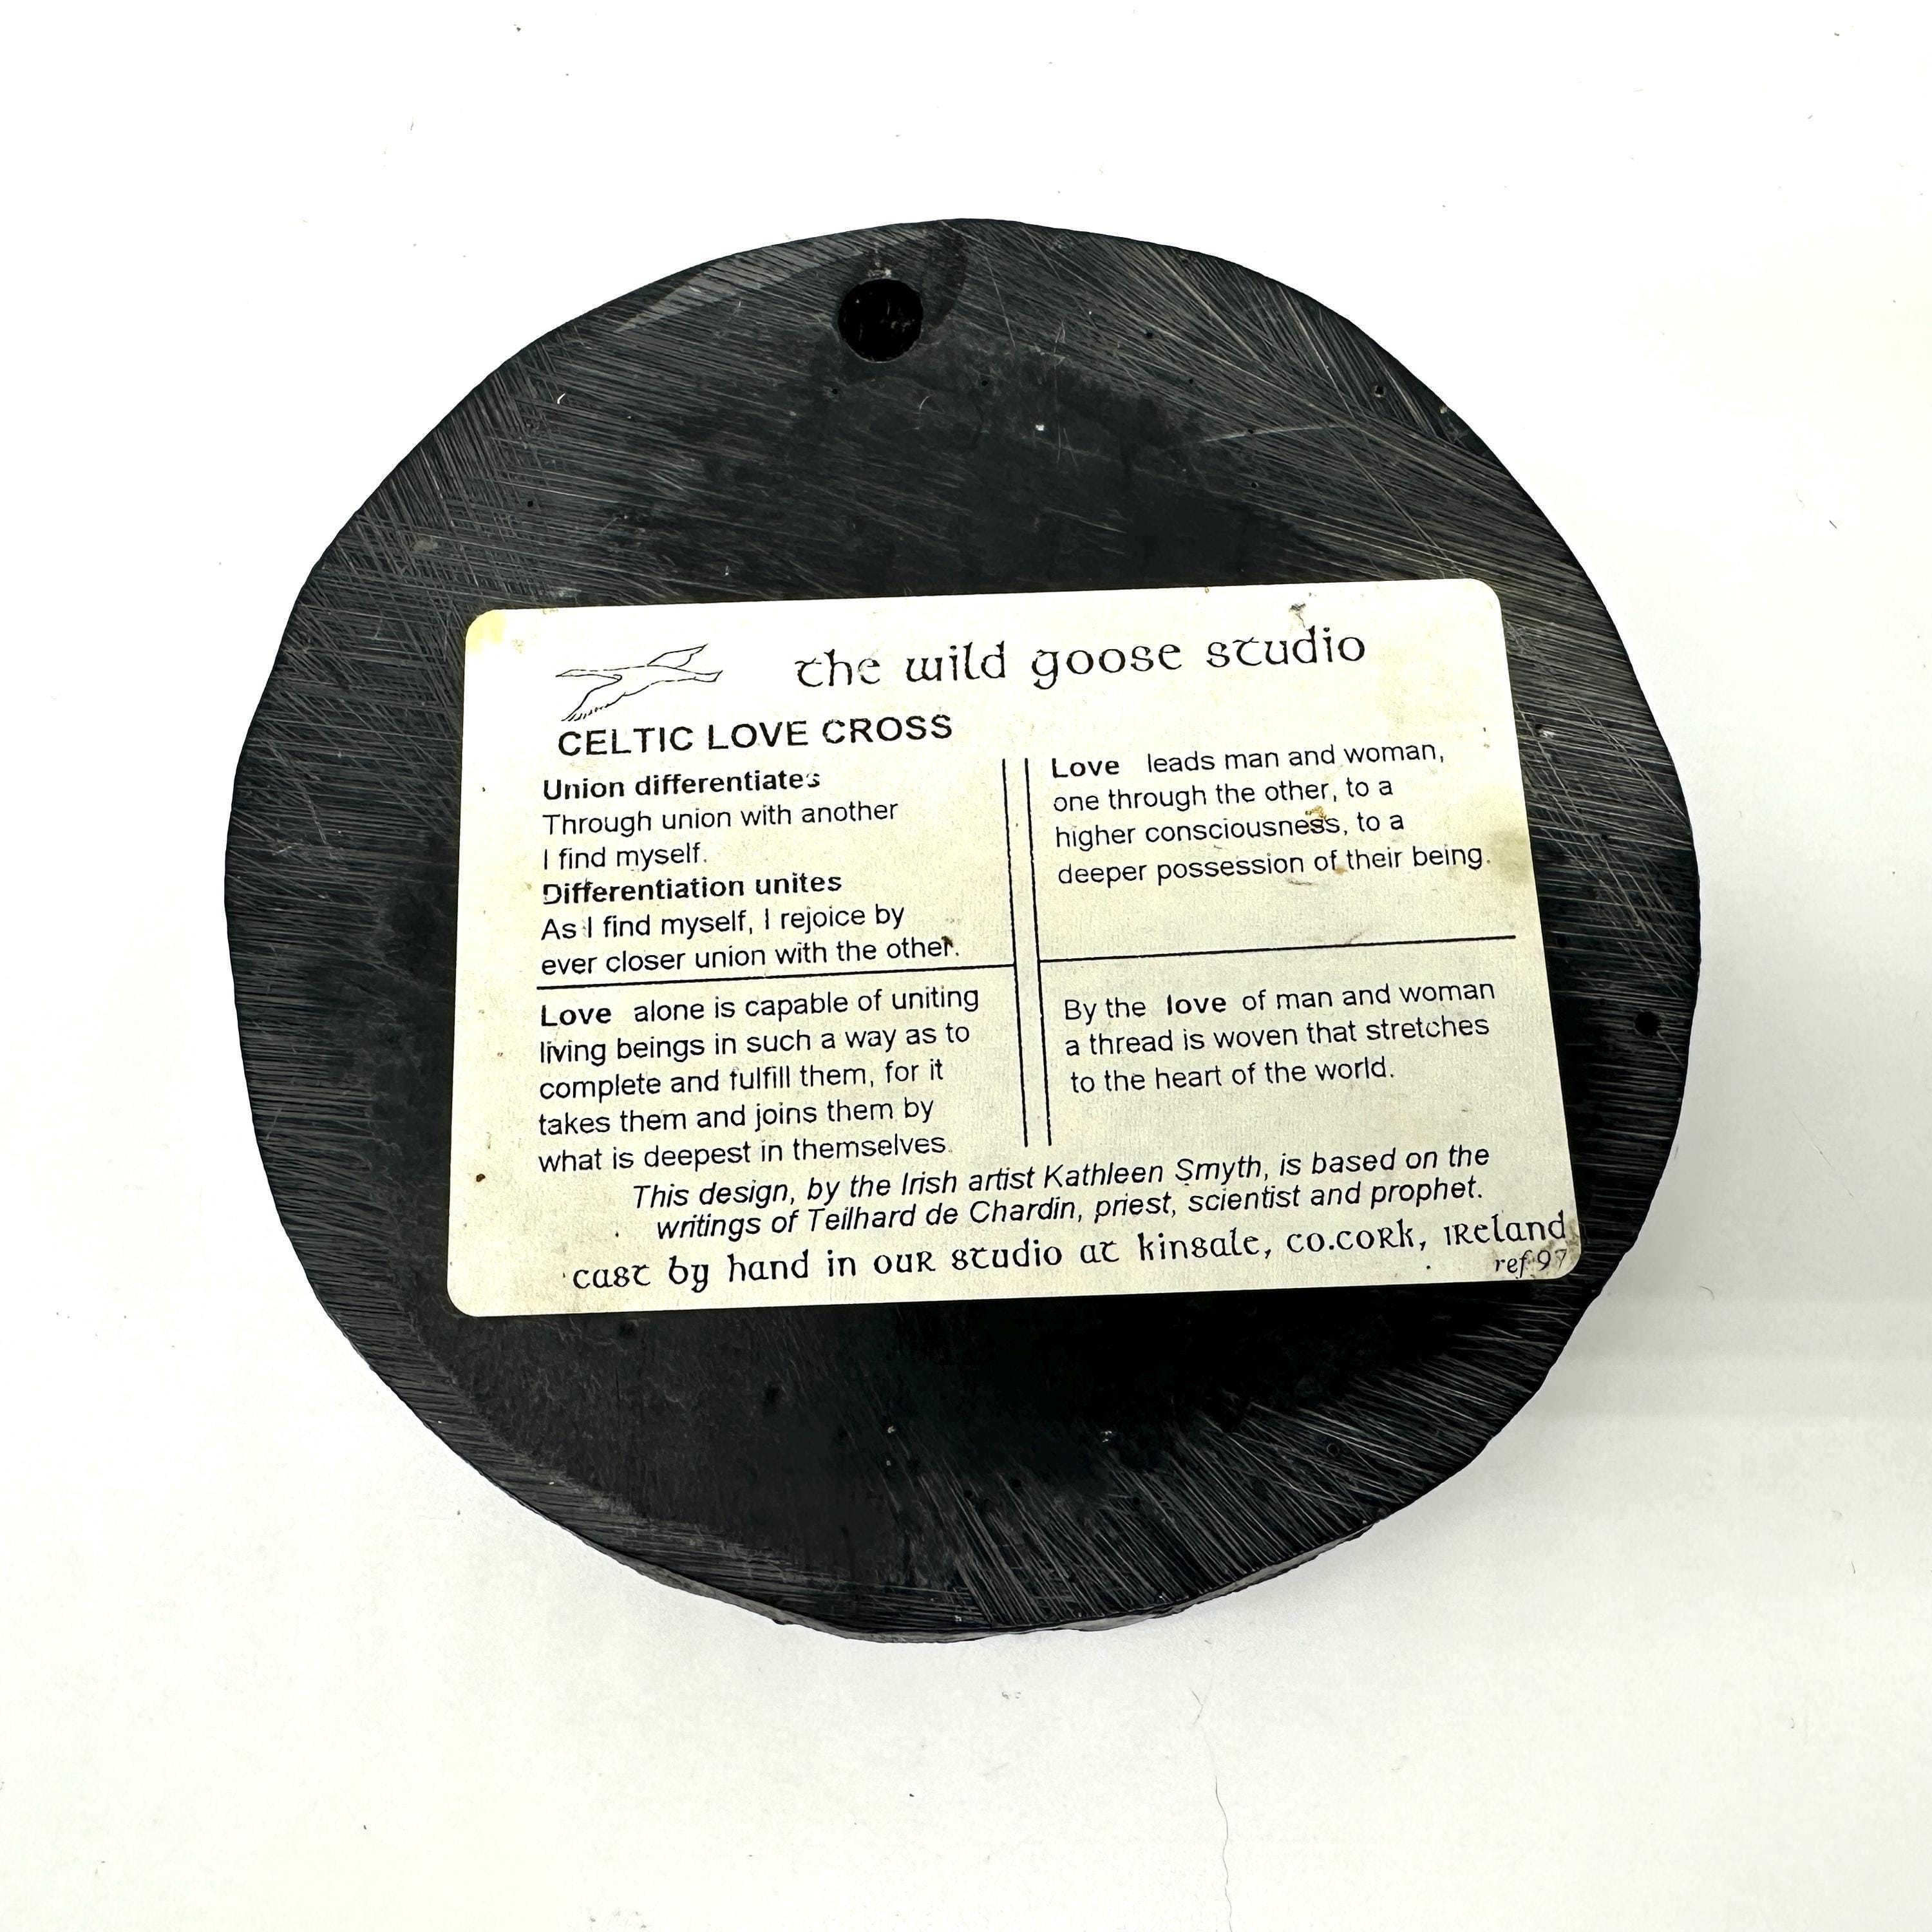 the wild goose studio
CELTIC LOVE CROSS
Union differentiates
Through union with another
I find myself.
Differentiation unites
As I find myself, I rejoice by
ever closer union with the other.
Love alone is capable of uniting
living beings in such a way as to
complete and fulfill them, for it
takes them and joins them by
what is deepest in themselves.
Love leads man and woman,
one through the other, to a
higher consciousness, to a
deeper possession of their being.
By the love of man and woman
a thread is woven that stretches
to the heart of the world.
This design, by the Irish artist Kathleen Smyth, is based on the
writings of Teilhard de Chardin, priest, scientist and prophet.
cast by hand in our studio at kinsale, co.cork, ireland
ref 97